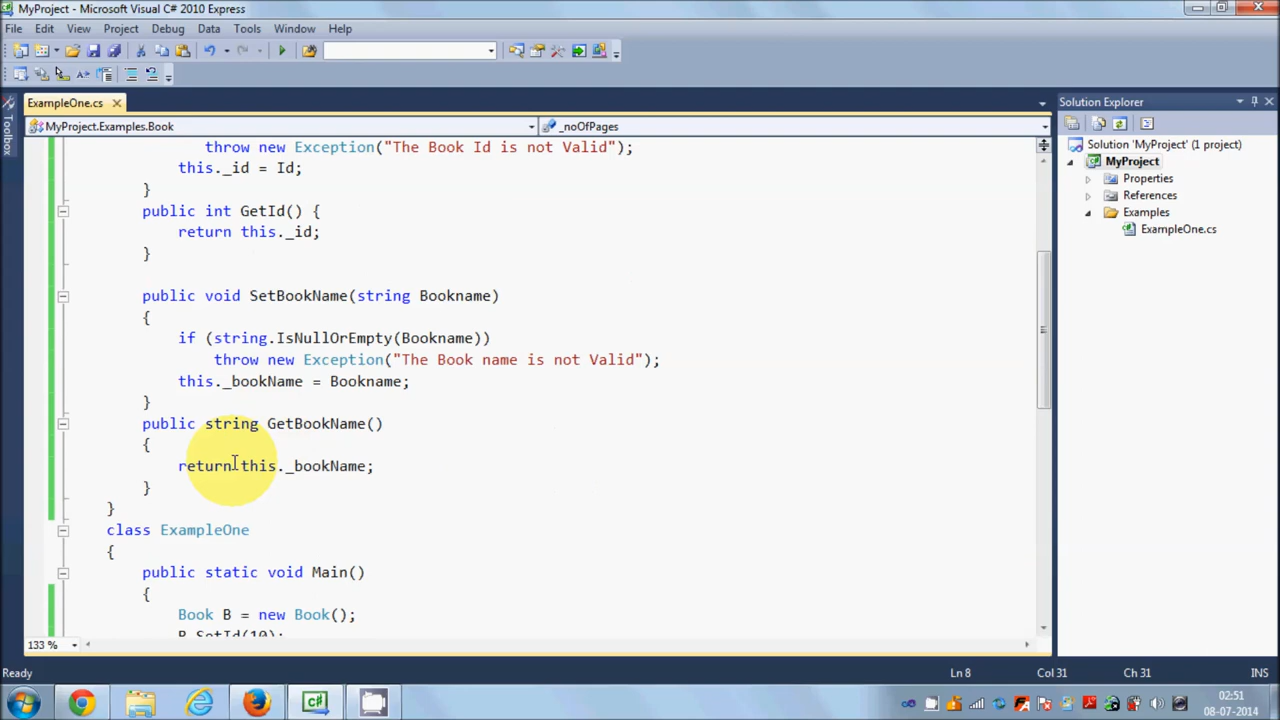 MyProject - Microsoft Visual C# 2010 Express
File Edit View Project Debug Data Tools Window Help
ExampleOne.cs
Solution Explorer
Toolbox
MyProject.Examples.Book
_noOfPages
throw new Exception("The Book Id is not Valid");
this._id = Id;
}
public int GetId() {
return this._id;
}
public void SetBookName(string Bookname)
{
if (string.IsNullOrEmpty(Bookname))
throw new Exception("The Book name is not Valid");
this._bookName = Bookname;
}
public string GetBookName()
{
return this._bookName;
}
}
class ExampleOne
{
public static void Main()
{
Book B = new Book();
B.SetId(10);
Solution 'MyProject' (1 project)
MyProject
Properties
References
Examples
ExampleOne.cs
133 %
Ready
Ln 8 Col 31 Ch 31 INS
C#
02:51
08-07-2014